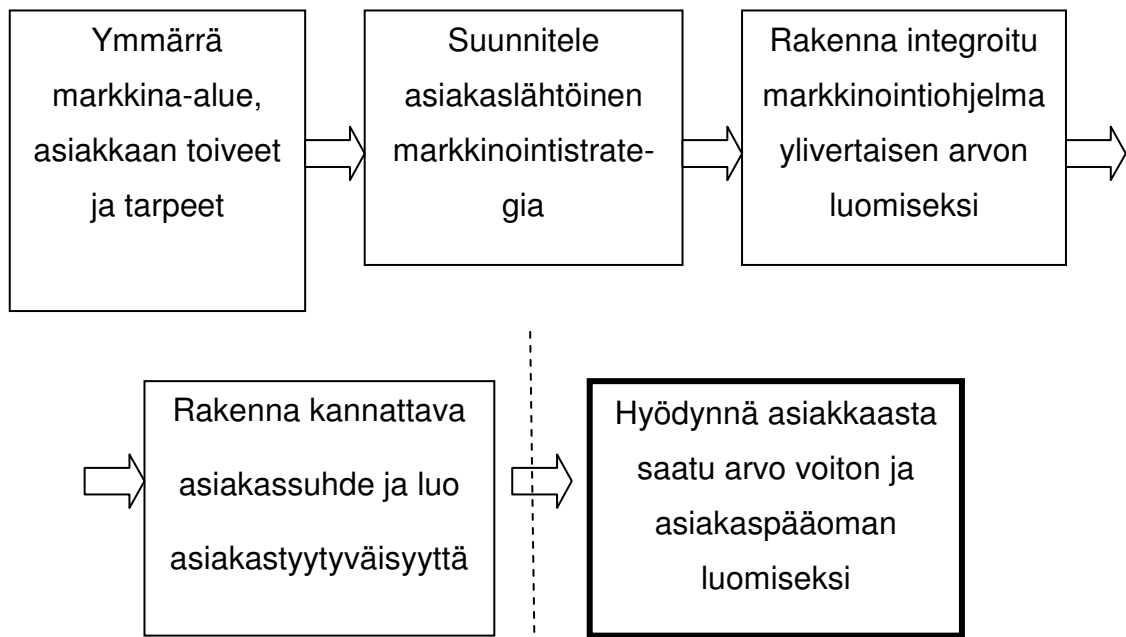 Ymmärrä
markkina-alue,
asiakkaan toiveet
ja tarpeet
Suunnitele
asiakaslähtöinen
markkinointistrate-
gia
Rakenna integroitu
markkinointiohjelma
ylivertaisen arvon
luomiseksi
Rakenna kannattava
asiakassuhde ja luo
asiakastyytyväisyyttä
Hyödynnä asiakkaasta
saatu arvo voiton ja
asiakaspääoman
luomiseksi